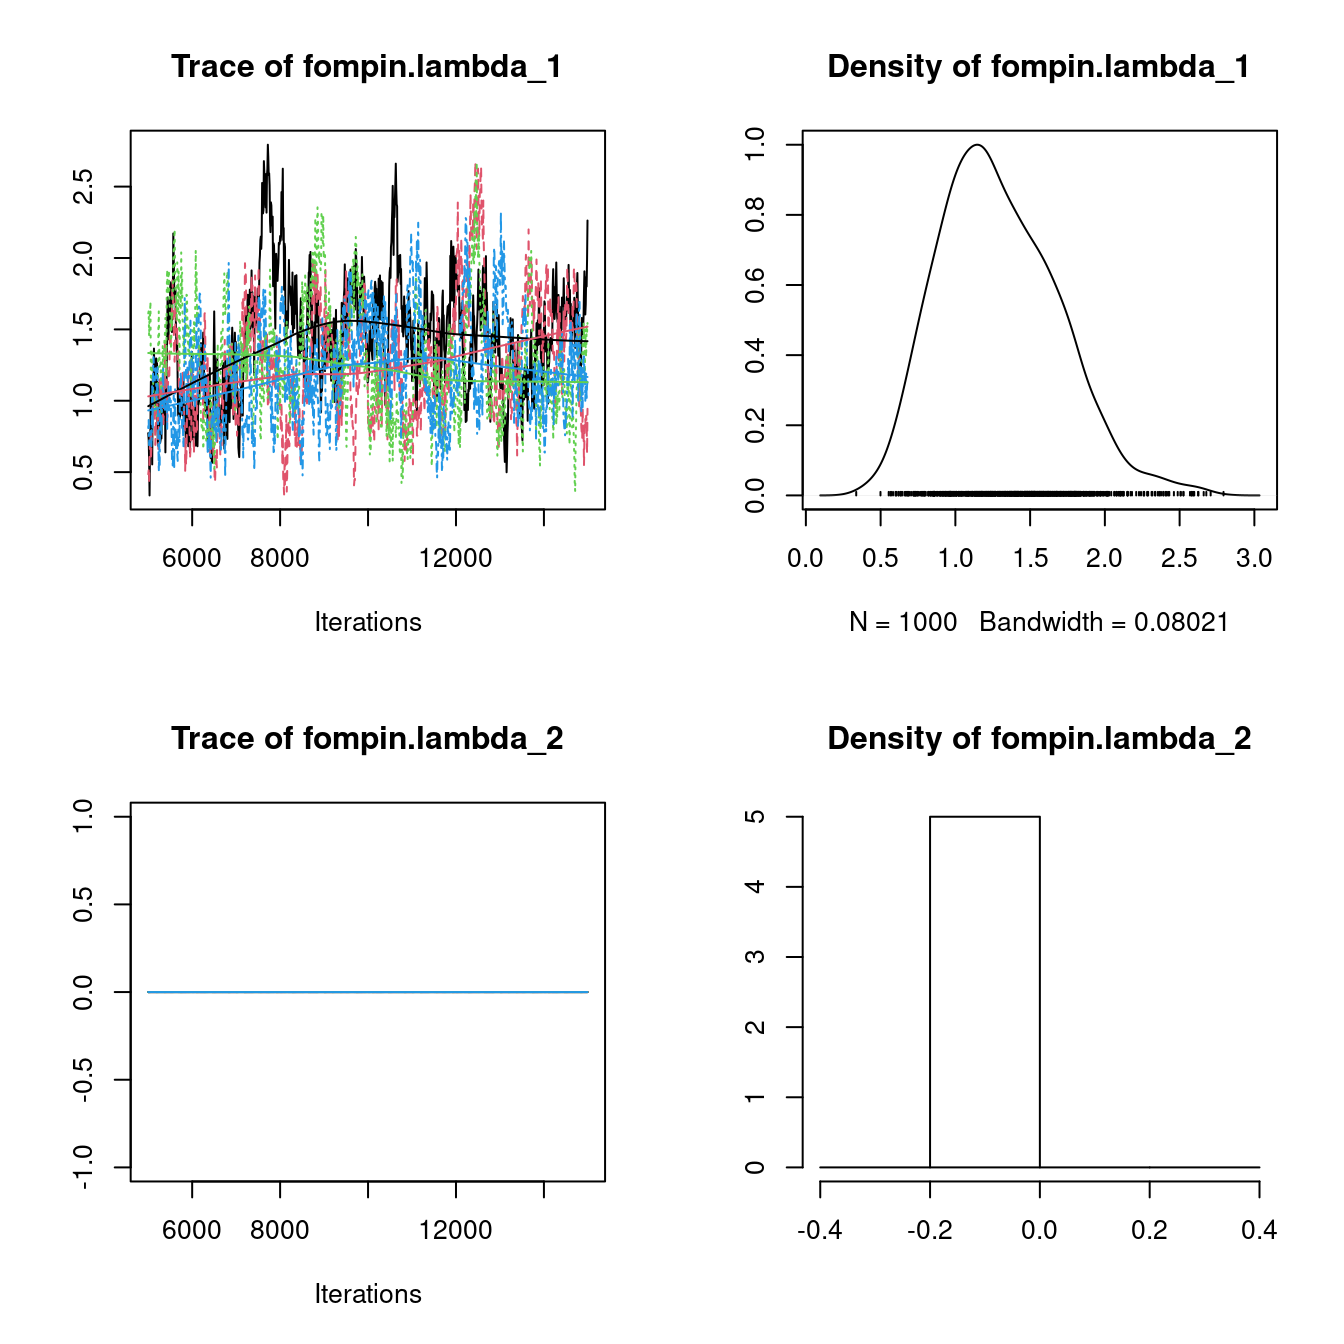 Trace of fompin.lambda_1
2.5
2.0
1.5
1.0
0.5
6000 8000 12000
Iterations
Density of fompin.lambda_1
1.0
0.8
0.6
0.4
0.2
0.0
0.0 0.5 1.0 1.5 2.0 2.5 3.0
N = 1000 Bandwidth = 0.08021
Trace of fompin.lambda_2
1.0
0.5
0.0
-0.5
-1.0
6000 8000 12000
Iterations
Density of fompin.lambda_2
5
4
3
2
1
0
-0.4 -0.2 0.0 0.2 0.4